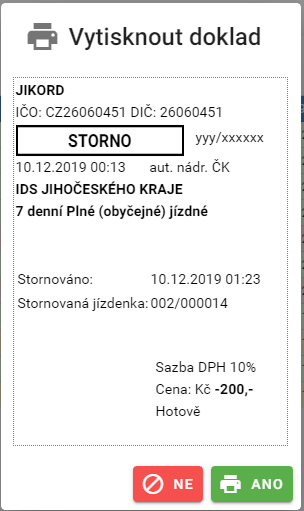 Vytisknout doklad
JIKORD
IČO: CZ26060451 DIČ: 26060451
STORNO yyy/xxxxxx
10.12.2019 00:13 aut. nádr. ČK
IDS JIHOČESKÉHO KRAJE
7 denní Plné (obyčejné) jízdné
Stornováno: 10.12.2019 01:23
Stornovaná jízdenka: 002/000014
Sazba DPH 10%
Cena: Kč -200,-
Hotově
NE ANO